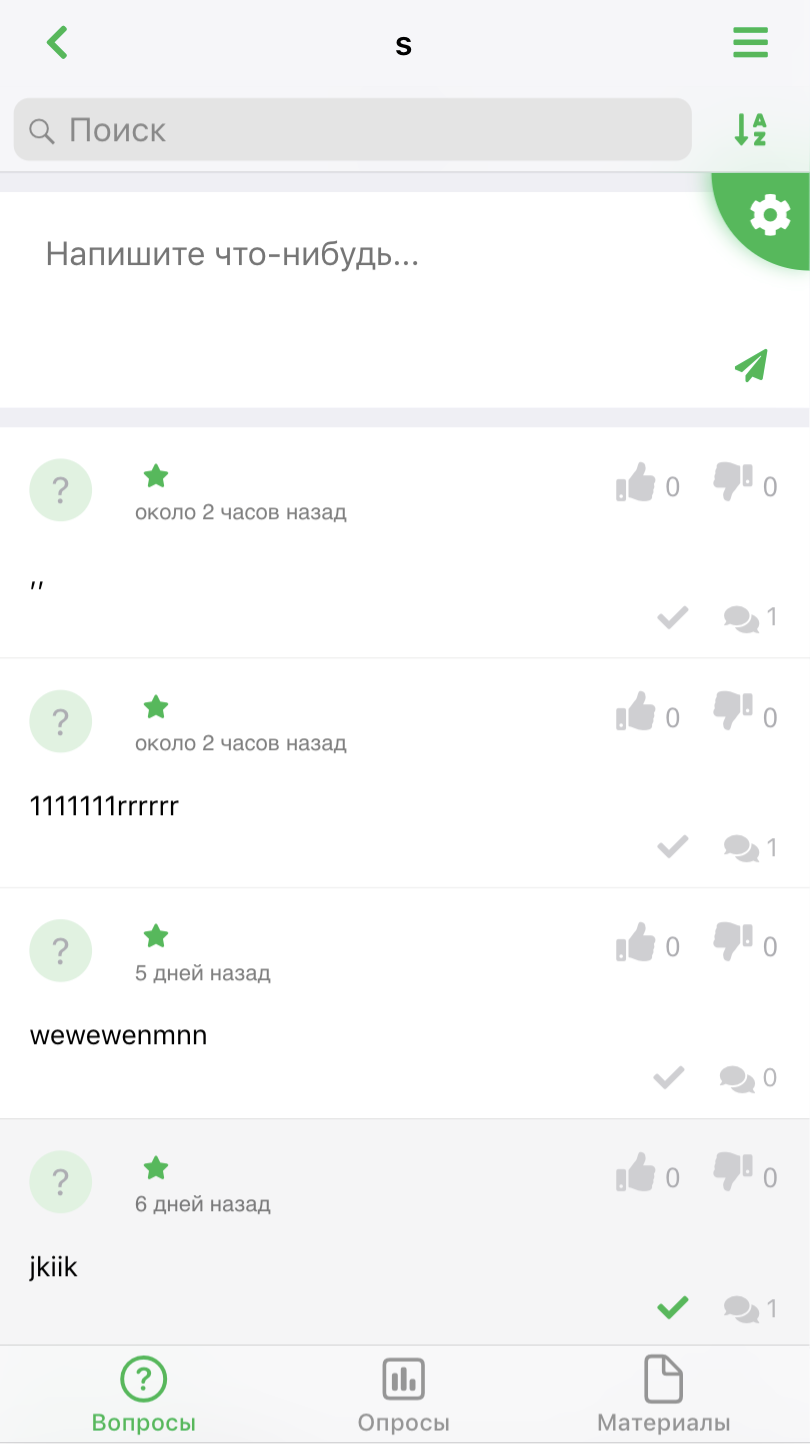 s
Поиск
A
Z
Напишите что-нибудь...
?
около 2 часов назад
0
0
,,
1
?
около 2 часов назад
0
0
1111111rrrrrr
1
?
5 дней назад
0
0
wewewenmnn
0
?
6 дней назад
0
0
jkiik
1
?
Вопросы
Опросы
Материалы